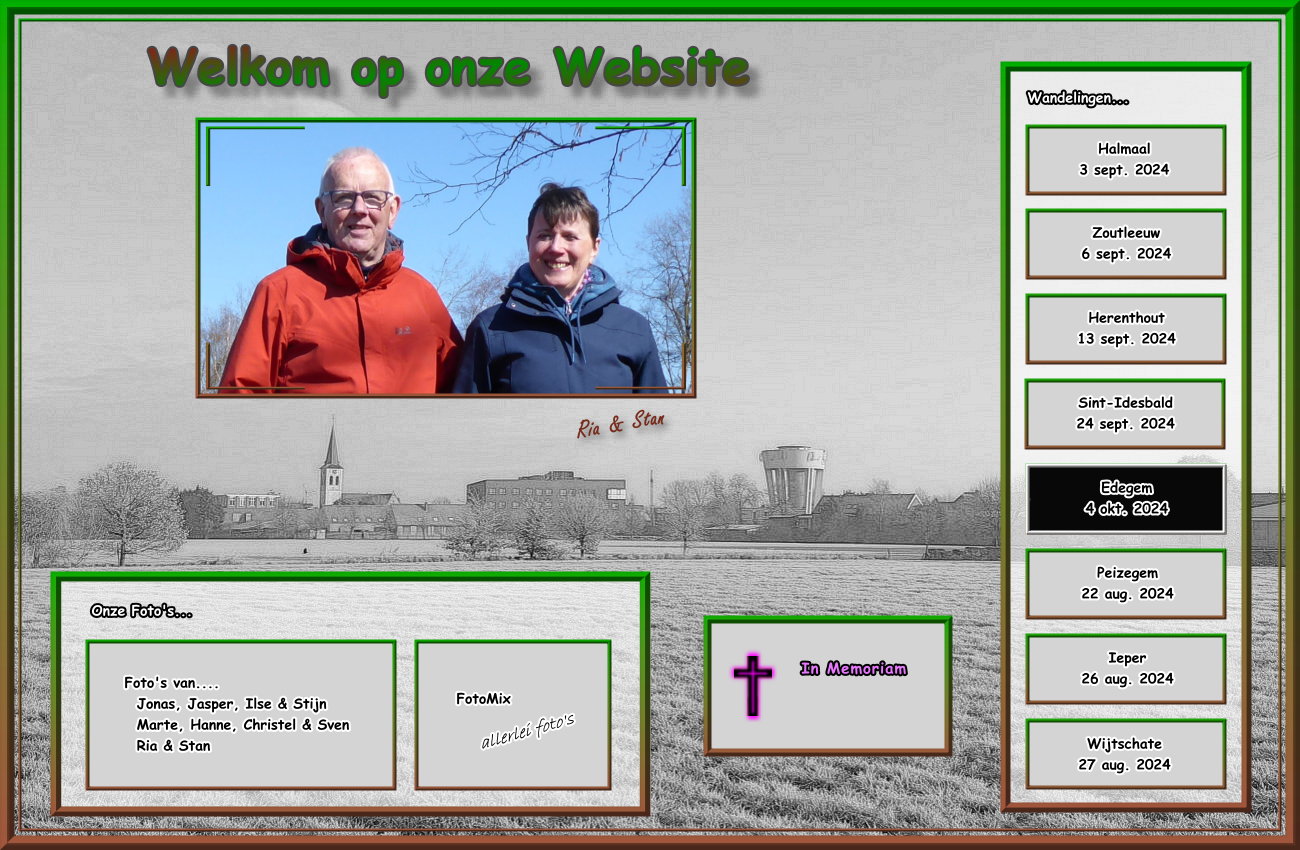 Welkom op onze Website
Ria & Stan
Wandelingen...
Halmaal
3 sept. 2024
Zoutleeuw
6 sept. 2024
Herenthout
13 sept. 2024
Sint-Idesbald
24 sept. 2024
Edegem
4 okt. 2024
Peizegem
22 aug. 2024
Ieper
26 aug. 2024
Wijtschate
27 aug. 2024
Onze Foto's...
Foto's van....
Jonas, Jasper, Ilse & Stijn
Marte, Hanne, Christel & Sven
Ria & Stan
FotoMix
allerlei foto's
In Memoriam